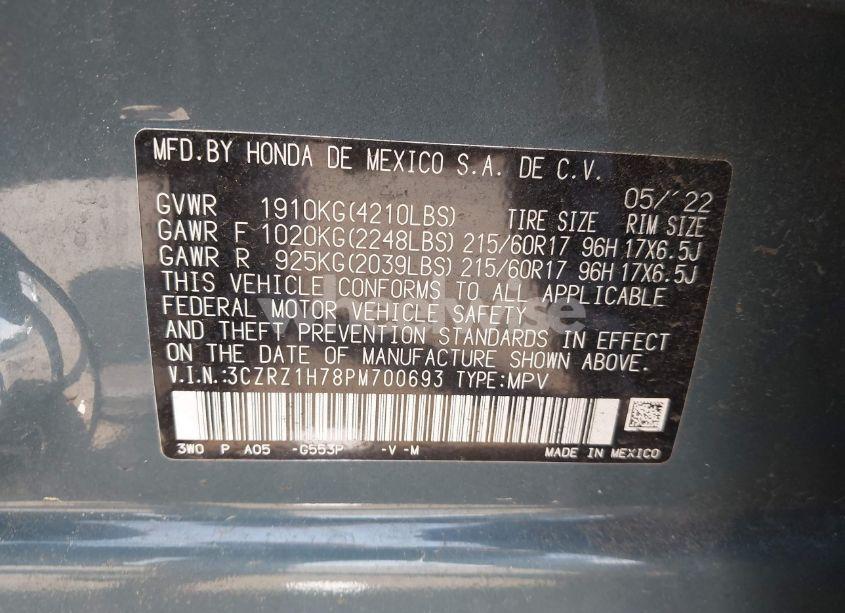 MFD.BY HONDA DE MEXICO S.A. DE C.V.
05/'22
GVWR 1910KG(4210LBS) TIRE SIZE RIM SIZE
GAWR F 1020KG(2248LBS) 215/60R17 96H 17X6.5J
GAWR R 925KG(2039LBS) 215/60R17 96H 17X6.5J
THIS VEHICLE CONFORMS TO ALL APPLICABLE
FEDERAL MOTOR VEHICLE SAFETY
AND THEFT PREVENTION STANDARDS IN EFFECT
ON THE DATE OF MANUFACTURE SHOWN ABOVE.
V.I.N.:3CZRZ1H78PM700693 TYPE:MPV
3W0 P A05 -G553P -V -M MADE IN MEXICO